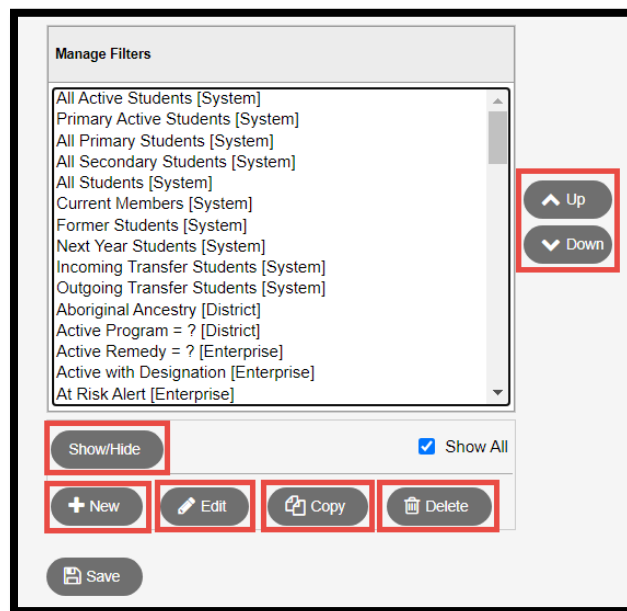 Manage Filters
All Active Students [System]
Primary Active Students [System]
All Primary Students [System]
All Secondary Students [System]
All Students [System]
Current Members [System]
Former Students [System]
Next Year Students [System]
Incoming Transfer Students [System]
Outgoing Transfer Students [System]
Aboriginal Ancestry [District]
Active Program = ? [District]
Active Remedy = ? [Enterprise]
Active with Designation [Enterprise]
At Risk Alert [Enterprise]
Up
Down
Show/Hide
Show All
New
Edit
Copy
Delete
Save